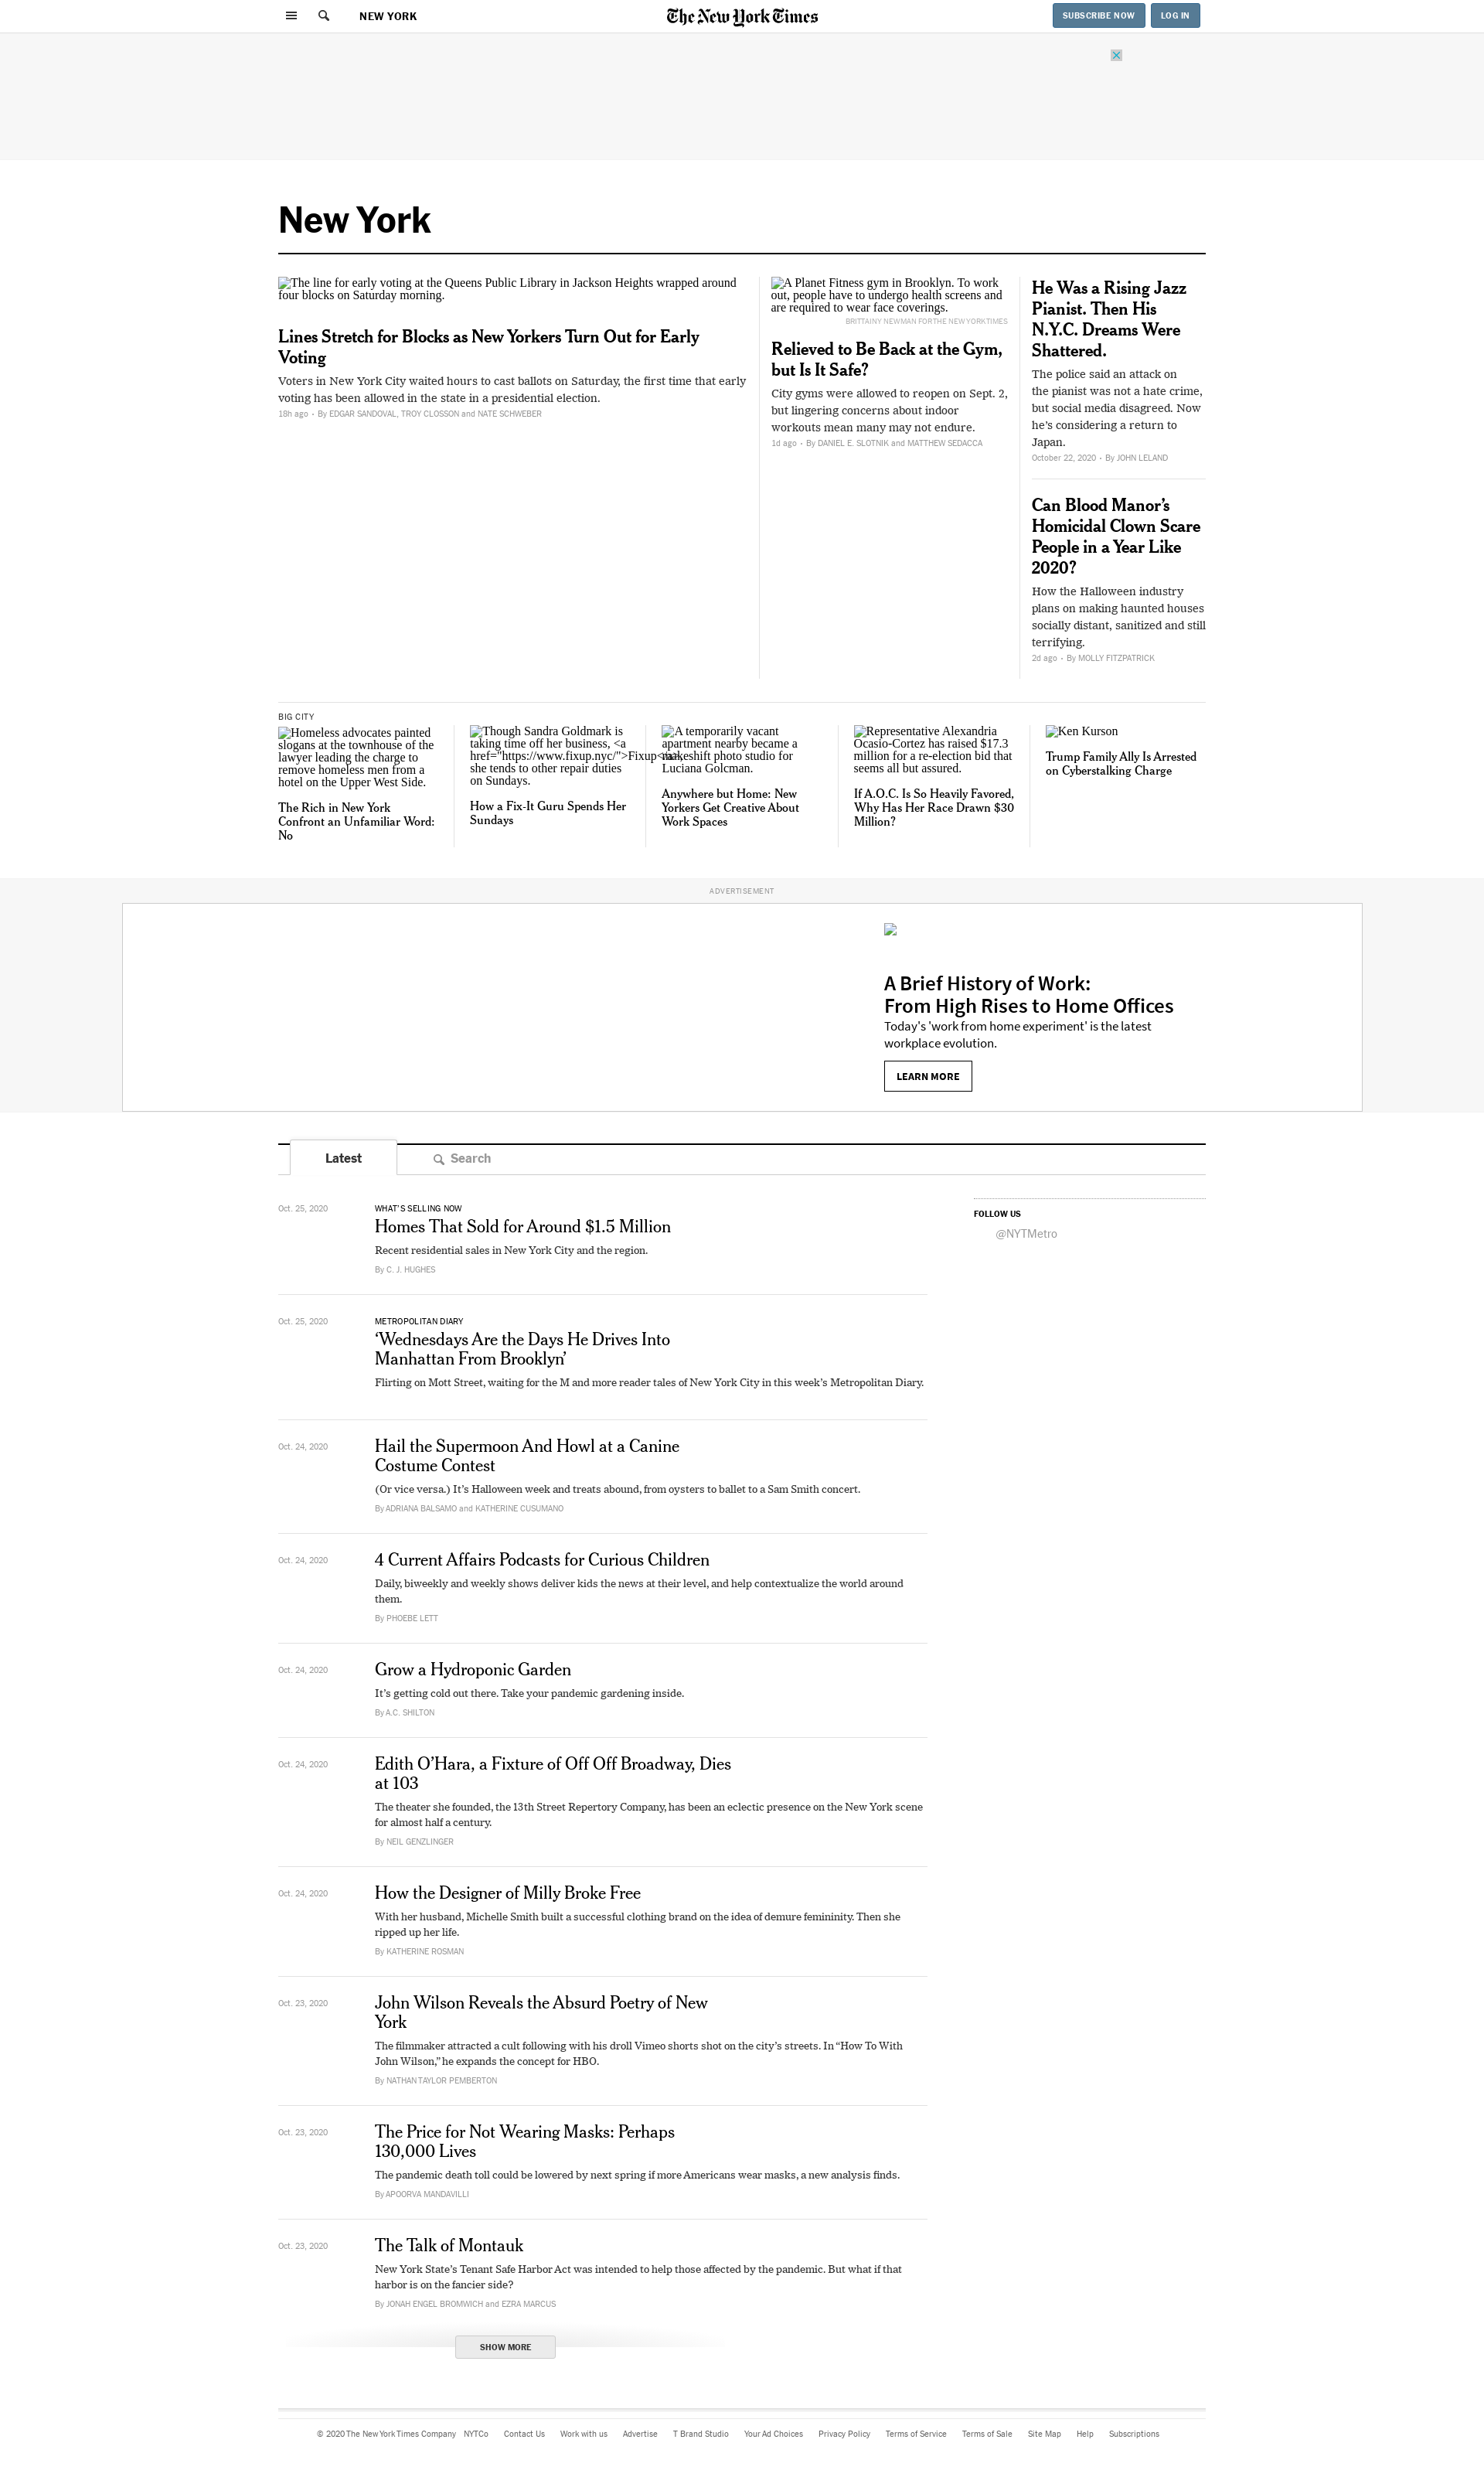 NEW YORK
The New York Times
SUBSCRIBE NOW
LOG IN
New York
The line for early voting at the Queens Public Library in Jackson Heights wrapped around
four blocks on Saturday morning.
Lines Stretch for Blocks as New Yorkers Turn Out for Early
Voting
Voters in New York City waited hours to cast ballots on Saturday, the first time that early
voting has been allowed in the state in a presidential election.
18h ago • By EDGAR SANDOVAL, TROY CLOSSON and NATE SCHWEBER
A Planet Fitness gym in Brooklyn. To work
out, people have to undergo health screens and
are required to wear face coverings.
BRITTAINY NEWMAN FOR THE NEW YORK TIMES
Relieved to Be Back at the Gym,
but Is It Safe?
City gyms were allowed to reopen on Sept. 2,
but lingering concerns about indoor
workouts mean many may not endure.
1d ago • By DANIEL E. SLOTNIK and MATTHEW SEDACCA
He Was a Rising Jazz
Pianist. Then His
N.Y.C. Dreams Were
Shattered.
The police said an attack on
the pianist was not a hate crime,
but social media disagreed. Now
he’s considering a return to
Japan.
October 22, 2020 • By JOHN LELAND
Can Blood Manor’s
Homicidal Clown Scare
People in a Year Like
2020?
How the Halloween industry
plans on making haunted houses
socially distant, sanitized and still
terrifying.
2d ago • By MOLLY FITZPATRICK
BIG CITY
Homeless advocates painted
slogans at the townhouse of the
lawyer leading the charge to
remove homeless men from a
hotel on the Upper West Side.
The Rich in New York
Confront an Unfamiliar Word:
No
Though Sandra Goldmark is
taking time off her business, <a
href="https://www.fixup.nyc/">Fixup</a>,
she tends to other repair duties
on Sundays.
How a Fix-It Guru Spends Her
Sundays
A temporarily vacant
apartment nearby became a
makeshift photo studio for
Luciana Golcman.
Anywhere but Home: New
Yorkers Get Creative About
Work Spaces
Representative Alexandria
Ocasio-Cortez has raised $17.3
million for a re-election bid that
seems all but assured.
If A.O.C. Is So Heavily Favored,
Why Has Her Race Drawn $30
Million?
Ken Kurson
Trump Family Ally Is Arrested
on Cyberstalking Charge
ADVERTISEMENT
A Brief History of Work:
From High Rises to Home Offices
Today's 'work from home experiment' is the latest
workplace evolution.
LEARN MORE
Latest
Search
Oct. 25, 2020
WHAT’S SELLING NOW
Homes That Sold for Around $1.5 Million
Recent residential sales in New York City and the region.
By C. J. HUGHES
FOLLOW US
@NYTMetro
Oct. 25, 2020
METROPOLITAN DIARY
‘Wednesdays Are the Days He Drives Into
Manhattan From Brooklyn’
Flirting on Mott Street, waiting for the M and more reader tales of New York City in this week’s Metropolitan Diary.
Oct. 24, 2020
Hail the Supermoon And Howl at a Canine
Costume Contest
(Or vice versa.) It’s Halloween week and treats abound, from oysters to ballet to a Sam Smith concert.
By ADRIANA BALSAMO and KATHERINE CUSUMANO
Oct. 24, 2020
4 Current Affairs Podcasts for Curious Children
Daily, biweekly and weekly shows deliver kids the news at their level, and help contextualize the world around
them.
By PHOEBE LETT
Oct. 24, 2020
Grow a Hydroponic Garden
It’s getting cold out there. Take your pandemic gardening inside.
By A.C. SHILTON
Oct. 24, 2020
Edith O’Hara, a Fixture of Off Off Broadway, Dies
at 103
The theater she founded, the 13th Street Repertory Company, has been an eclectic presence on the New York scene
for almost half a century.
By NEIL GENZLINGER
Oct. 24, 2020
How the Designer of Milly Broke Free
With her husband, Michelle Smith built a successful clothing brand on the idea of demure femininity. Then she
ripped up her life.
By KATHERINE ROSMAN
Oct. 23, 2020
John Wilson Reveals the Absurd Poetry of New
York
The filmmaker attracted a cult following with his droll Vimeo shorts shot on the city’s streets. In “How To With
John Wilson,” he expands the concept for HBO.
By NATHAN TAYLOR PEMBERTON
Oct. 23, 2020
The Price for Not Wearing Masks: Perhaps
130,000 Lives
The pandemic death toll could be lowered by next spring if more Americans wear masks, a new analysis finds.
By APOORVA MANDAVILLI
Oct. 23, 2020
The Talk of Montauk
New York State’s Tenant Safe Harbor Act was intended to help those affected by the pandemic. But what if that
harbor is on the fancier side?
By JONAH ENGEL BROMWICH and EZRA MARCUS
SHOW MORE
© 2020 The New York Times Company NYTCo Contact Us Work with us Advertise T Brand Studio Your Ad Choices Privacy Policy Terms of Service Terms of Sale Site Map Help Subscriptions